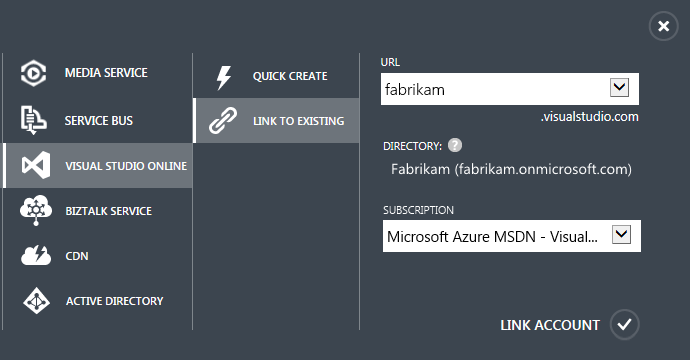 MEDIA SERVICE
SERVICE BUS
VISUAL STUDIO ONLINE
BIZTALK SERVICE
CDN
ACTIVE DIRECTORY
QUICK CREATE
LINK TO EXISTING
URL
fabrikam
.visualstudio.com
DIRECTORY: ?
Fabrikam (fabrikam.onmicrosoft.com)
SUBSCRIPTION
Microsoft Azure MSDN - Visual...
LINK ACCOUNT